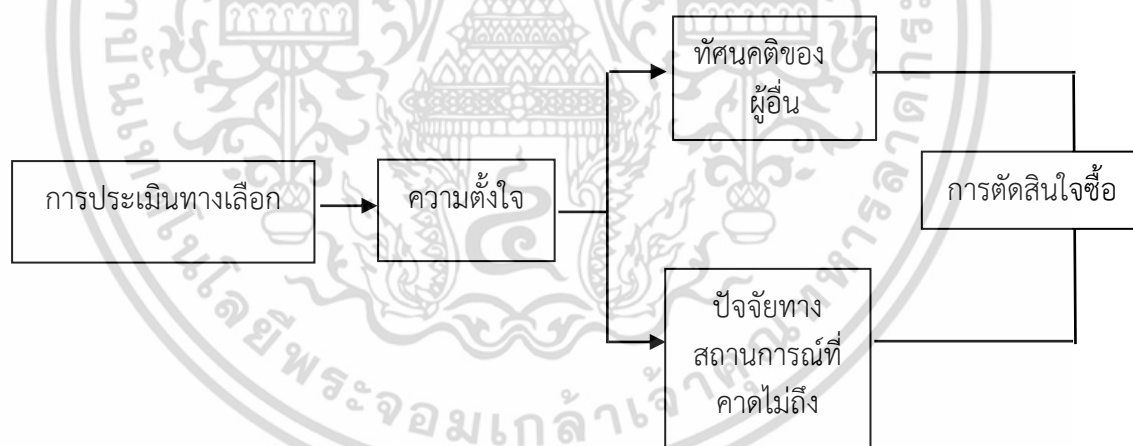 ทัศนคติของ
ผู้อื่น
การประเมินทางเลือก
ความตั้งใจ
การตัดสินใจซื้อ
ปัจจัยทาง
สถานการณ์ที่
คาดไม่ถึง